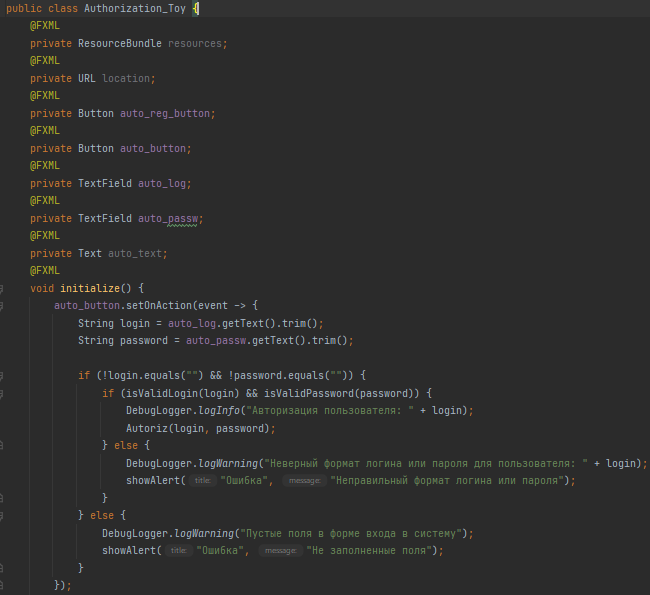 public class Authorization_Toy {
@FXML
private ResourceBundle resources;
@FXML
private URL location;
@FXML
private Button auto_reg_button;
@FXML
private Button auto_button;
@FXML
private TextField auto_log;
@FXML
private TextField auto_passw;
@FXML
private Text auto_text;
@FXML
void initialize() {
auto_button.setOnAction(event -> {
String login = auto_log.getText().trim();
String password = auto_passw.getText().trim();
if (!login.equals("") && !password.equals("")) {
if (isValidLogin(login) && isValidPassword(password)) {
DebugLogger.logInfo("Авторизация пользователя: " + login);
Autoriz(login, password);
} else {
DebugLogger.logWarning("Неверный формат логина или пароля для пользователя: " + login);
showAlert( title: "Ошибка", message: "Неправильный формат логина или пароля");
}
} else {
DebugLogger.logWarning("Пустые поля в форме входа в систему");
showAlert( title: "Ошибка", message: "Не заполненные поля");
}
});